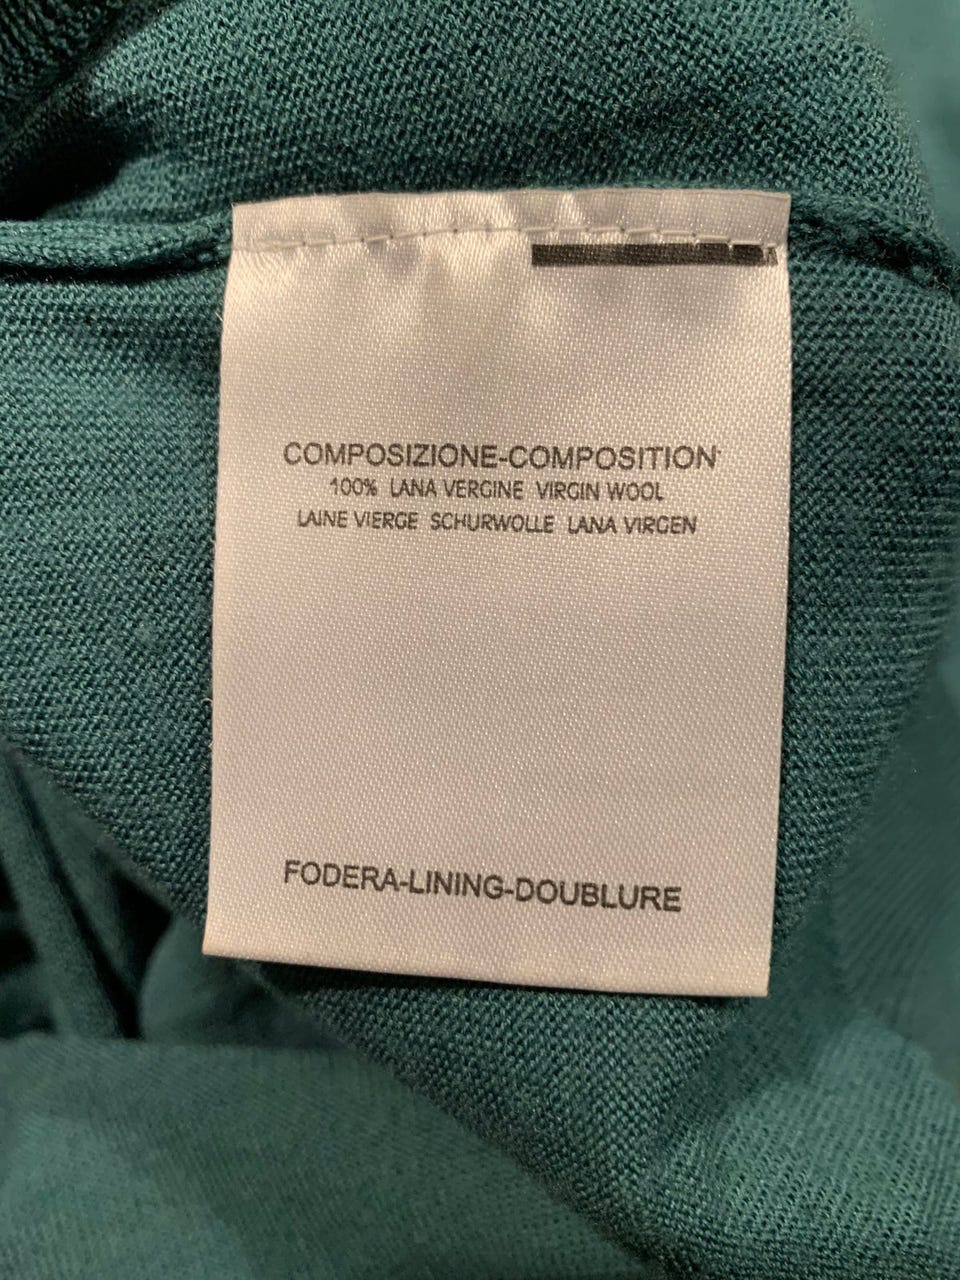 COMPOSIZIONE-COMPOSITION
100% LANA VERGINE VIRGIN WOOL
LAINE VIERGE SCHURWOLLE LANA VIRGEN
FODERA-LINING-DOUBLURE